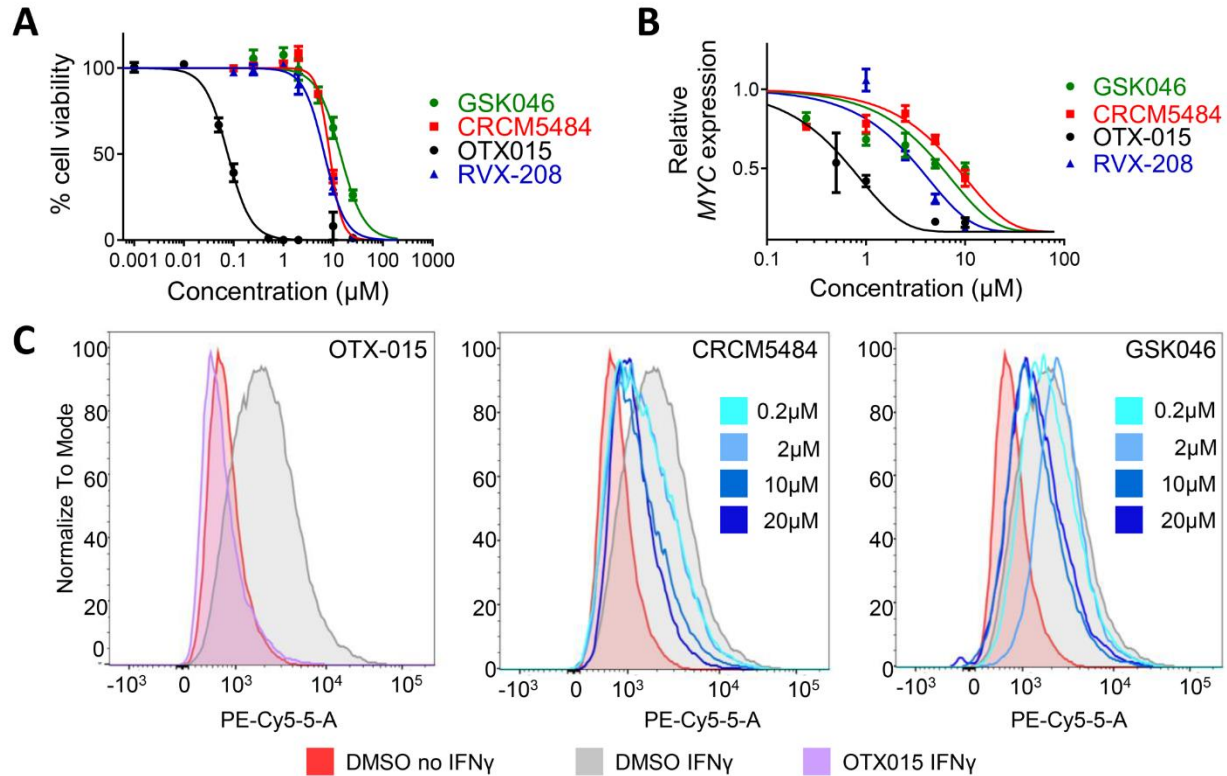 A
% cell viability
100
50
0
0.001 0.01 0.1 1 10 100 1000
Concentration (µM)
GSK046
CRCM5484
OTX015
RVX-208
B
Relative
MYC expression
1.0
0.5
0.1 1 10 100
Concentration (µM)
GSK046
CRCM5484
OTX-015
RVX-208
C
Normalize To Mode
100
80
60
40
20
0
OTX-015
-10³ 0 10³ 10⁵
PE-Cy5-5-A
100
80
60
40
20
0
CRCM5484
0.2µM
2µM
10µM
20µM
-10³ 0 10³ 10⁵
PE-Cy5-5-A
100
80
60
40
20
0
GSK046
0.2µM
2µM
10µM
20µM
-10³ 0 10³ 10⁵
PE-Cy5-5-A
DMSO no IFNγ
DMSO IFNγ
OTX015 IFNγ